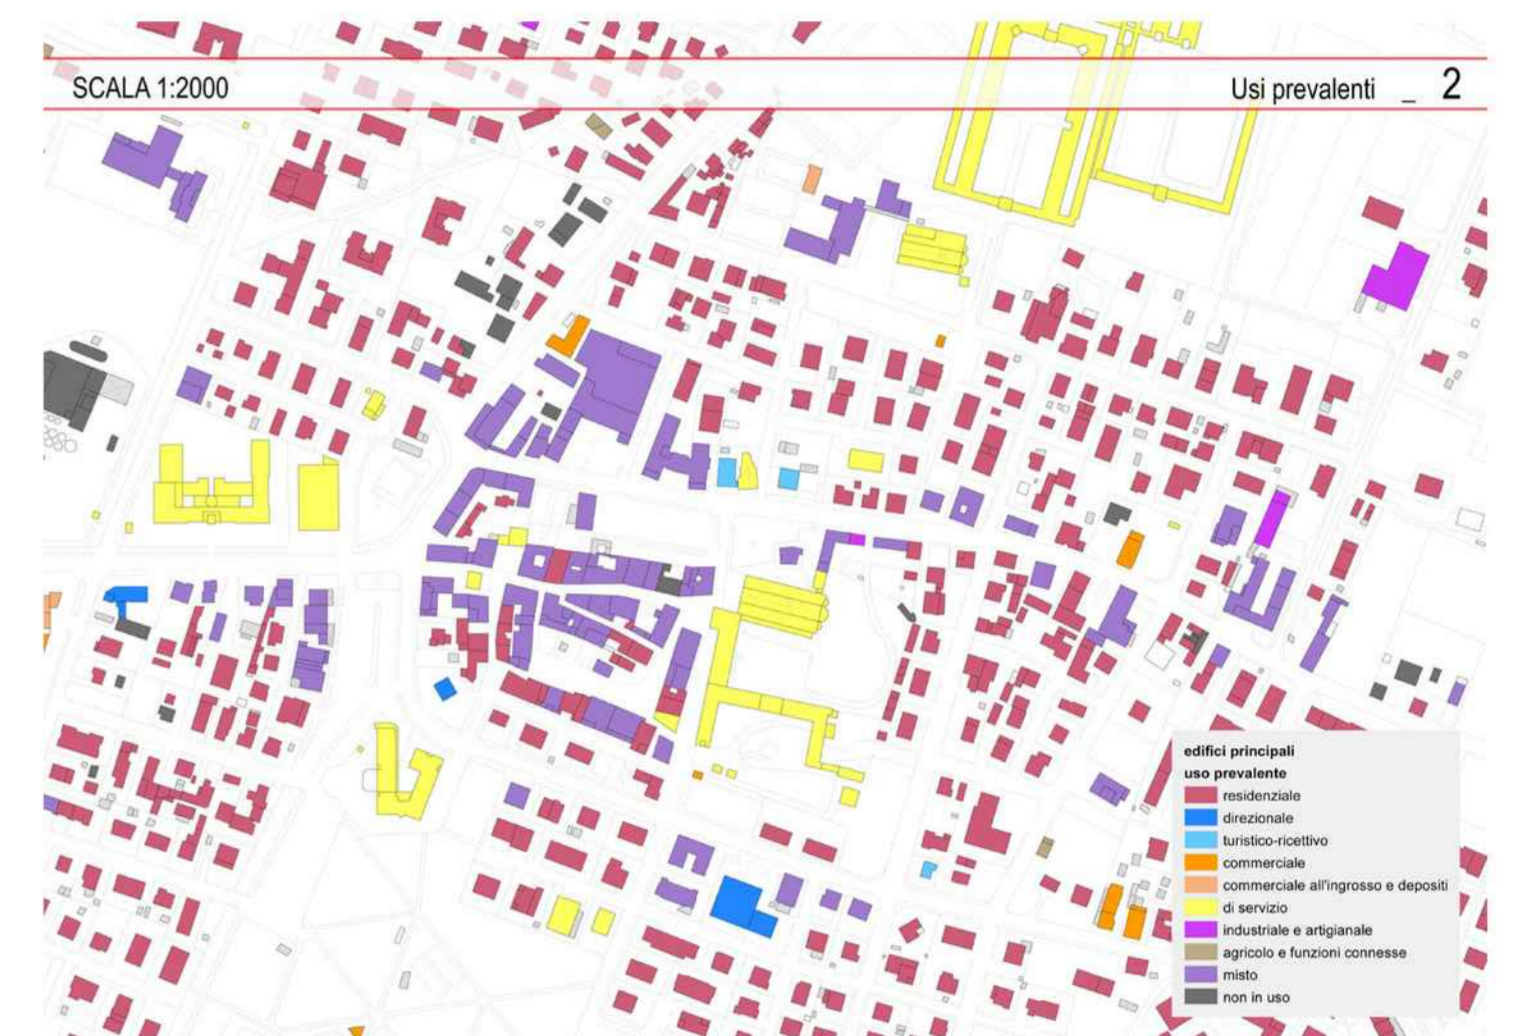 SCALA 1:2000
Usi prevalenti _ 2
edifici principali
uso prevalente
residenziale
direzionale
turistico-ricettivo
commerciale
commerciale all'ingrosso e depositi
di servizio
industriale e artigianale
agricolo e funzioni connesse
misto
non in uso